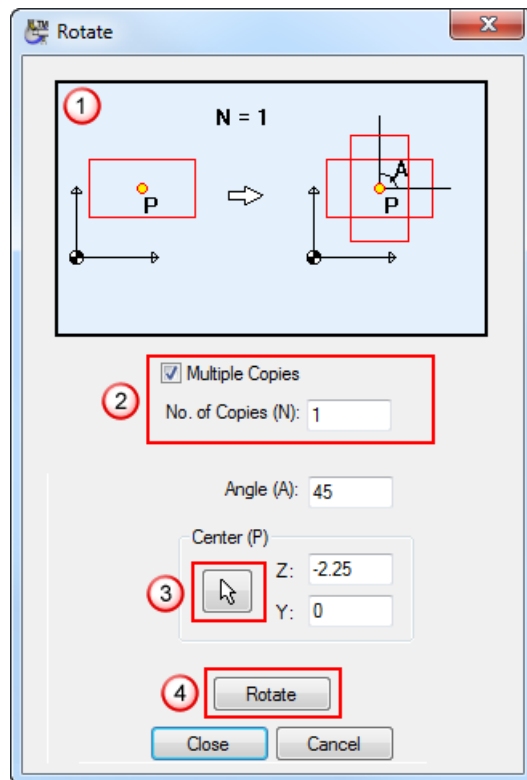 Rotate
1
N = 1
P
A
P
Multiple Copies
2
No. of Copies (N): 1
Angle (A): 45
Center (P)
3
Z: -2.25
Y: 0
4
Rotate
Close Cancel